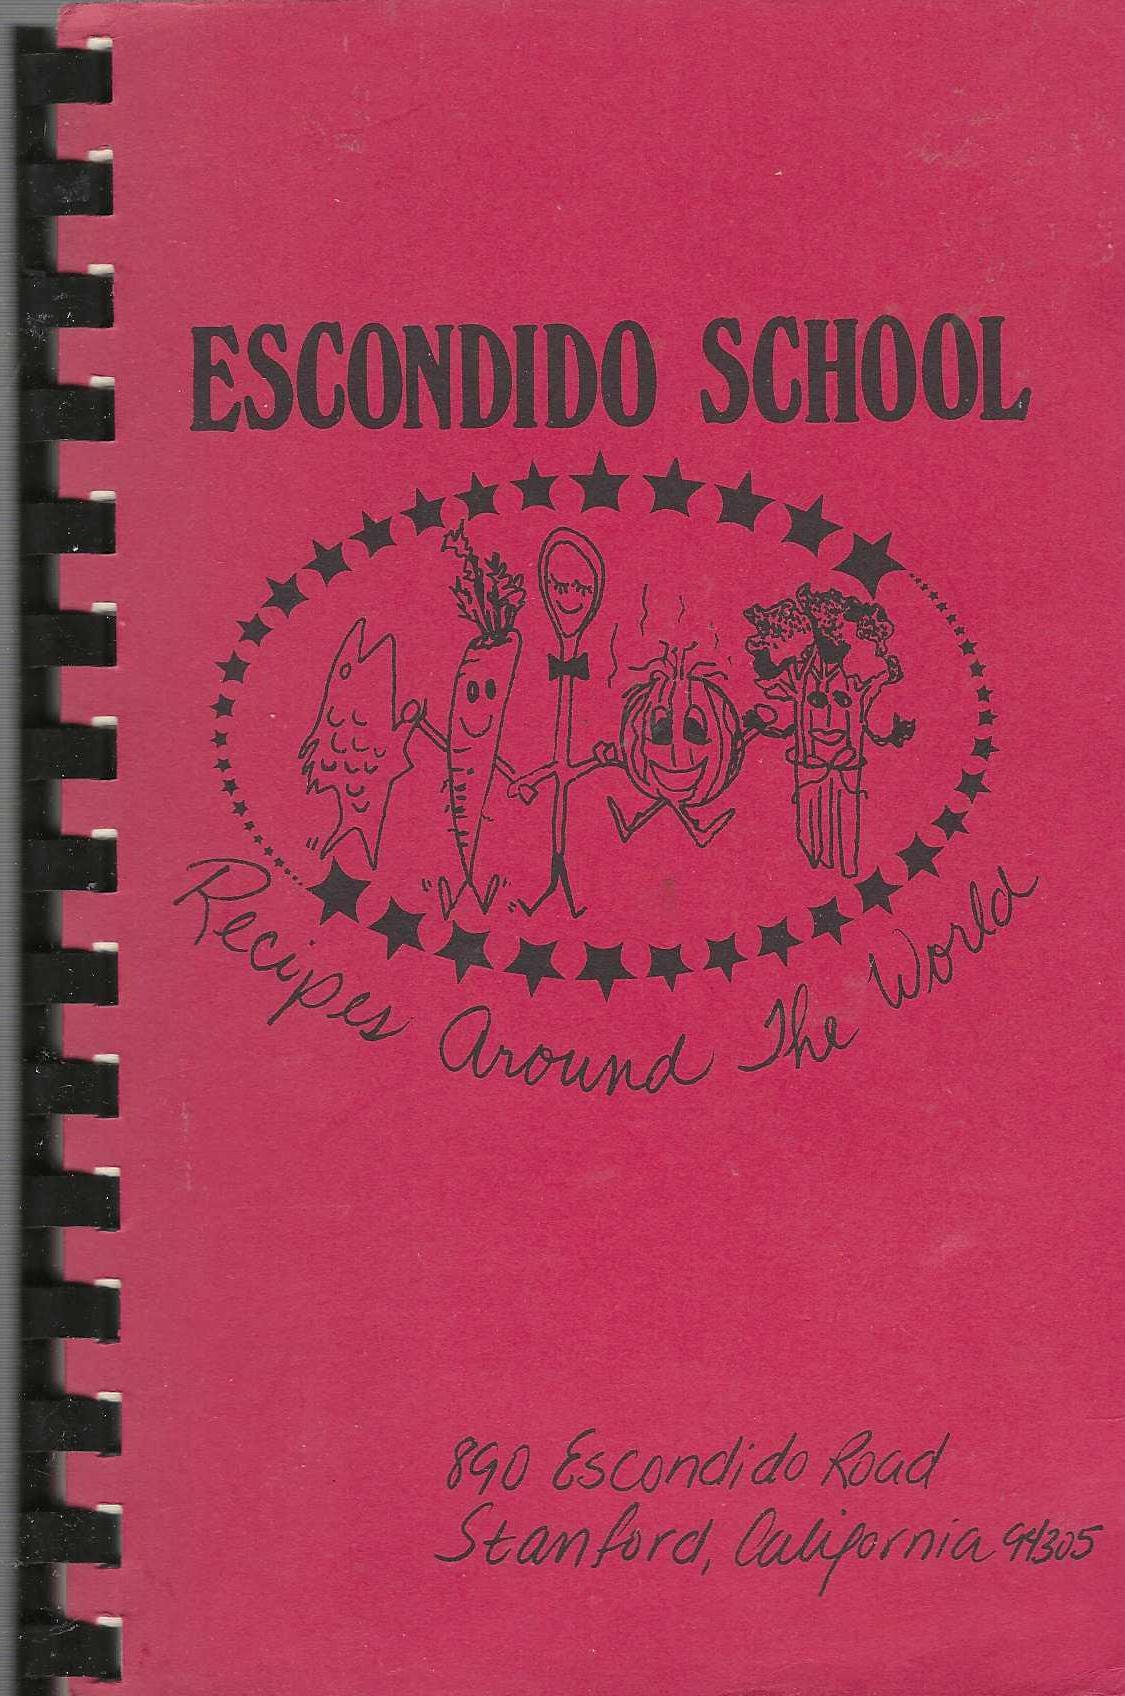 ESCONDIDO SCHOOL
Recipes Around The World
890 Escondido Road
Stanford, California 94305